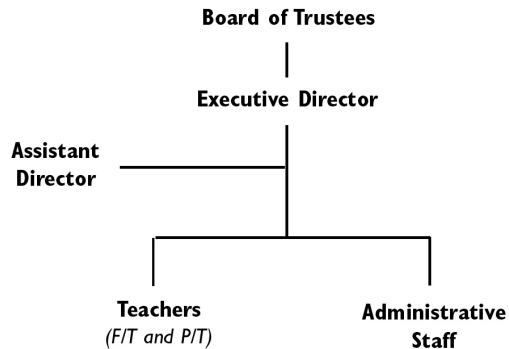 Board of Trustees
Executive Director
Assistant
Director
Teachers
(F/T and P/T)
Administrative
Staff